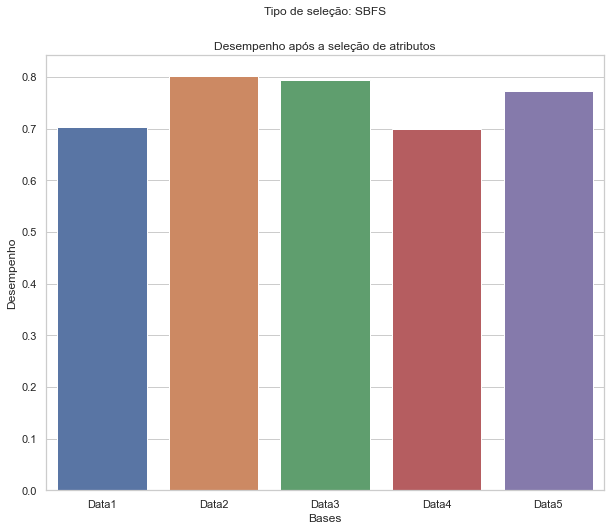 Tipo de seleção: SBFS
Desempenho após a seleção de atributos
0.8
0.7
0.6
0.5
0.4
0.3
0.2
0.1
0.0
Desempenho
Data1 Data2 Data3 Data4 Data5
Bases